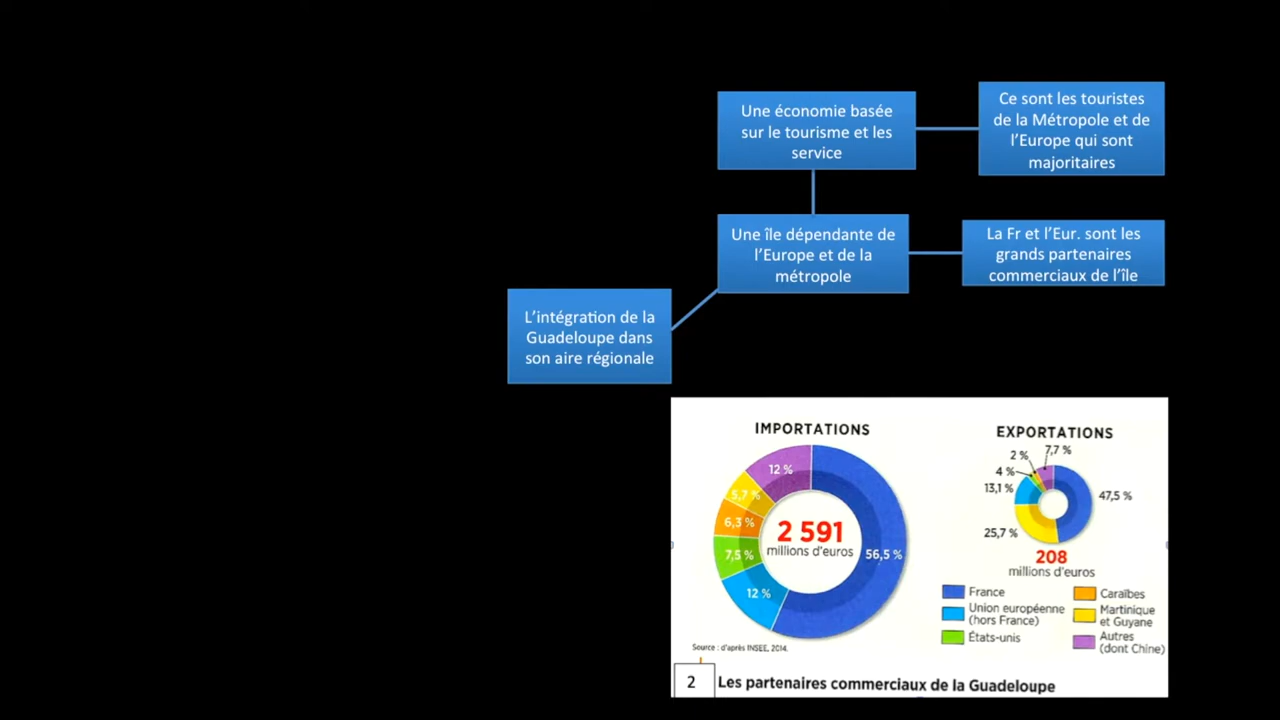 Une économie basée
sur le tourisme et les
service
Ce sont les touristes
de la Métropole et de
l'Europe qui sont
majoritaires
Une île dépendante de
l'Europe et de la
métropole
La Fr et l'Eur. sont les
grands partenaires
commerciaux de l'île
L'intégration de la
Guadeloupe dans
son aire régionale
IMPORTATIONS
12 %
5,7 %
6,3 %
7,5 %
12 %
56,5 %
2 591
millions d'euros
EXPORTATIONS
7,7 %
2 %
4 %
13,1 %
47,5 %
25,7 %
208
millions d'euros
France
Union européenne
(hors France)
États-unis
Caraïbes
Martinique
et Guyane
Autres
(dont Chine)
Source : d'après INSEE, 2014.
2 Les partenaires commerciaux de la Guadeloupe